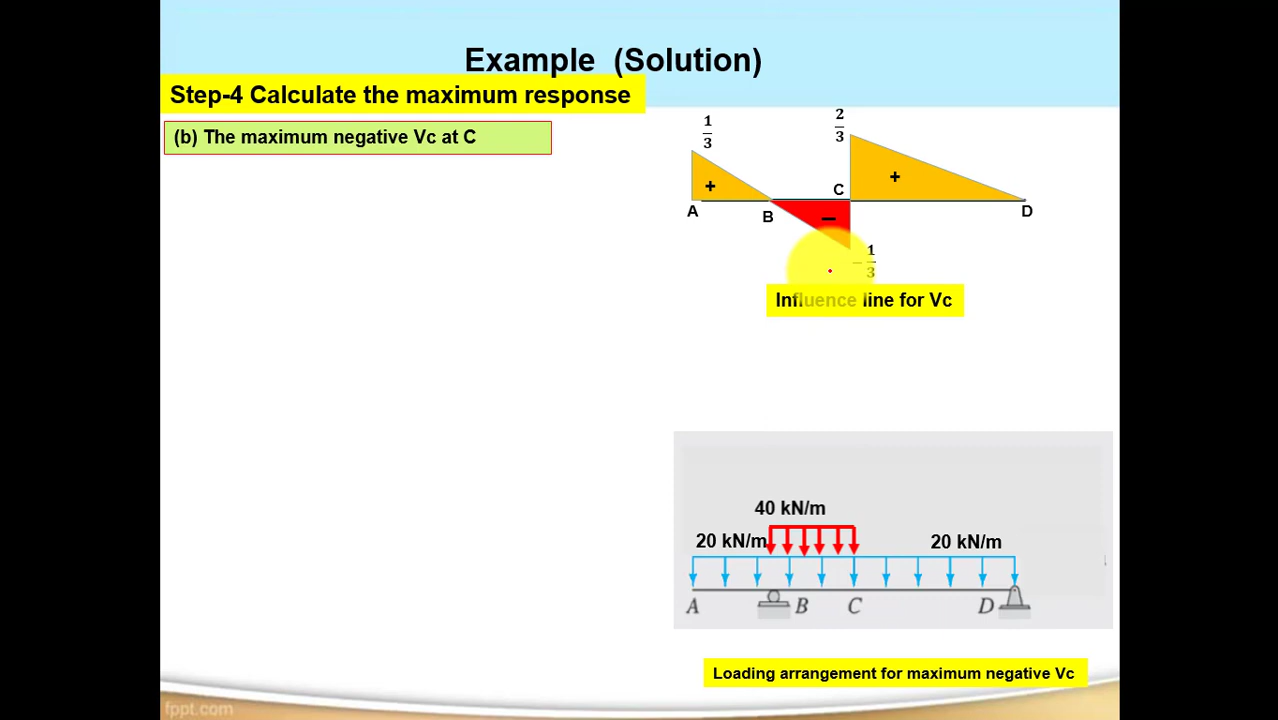 Example (Solution)
Step-4 Calculate the maximum response
(b) The maximum negative Vc at C
1
3
2
3
+
+
C
A
B
D
−
− 1
3
Influence line for Vc
40 kN/m
20 kN/m
20 kN/m
A
B
C
D
Loading arrangement for maximum negative Vc
fppt.com